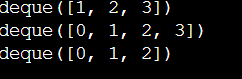 deque([1, 2, 3])
deque([0, 1, 2, 3])
deque([0, 1, 2])